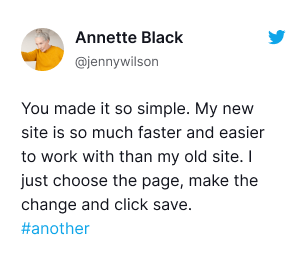 Annette Black
@jennywilson
You made it so simple. My new
site is so much faster and easier
to work with than my old site. I
just choose the page, make the
change and click save.
#another